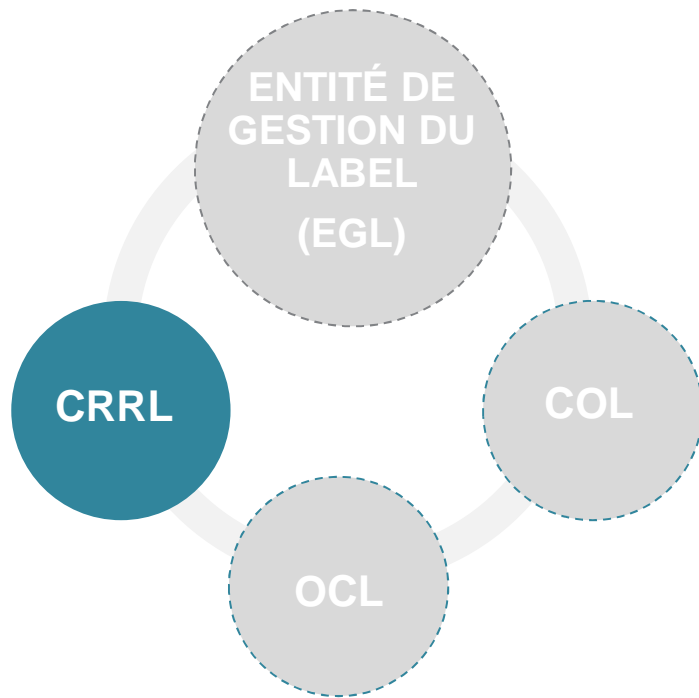 ENTITÉ DE
GESTION DU
LABEL
(EGL)
CRRL
COL
OCL